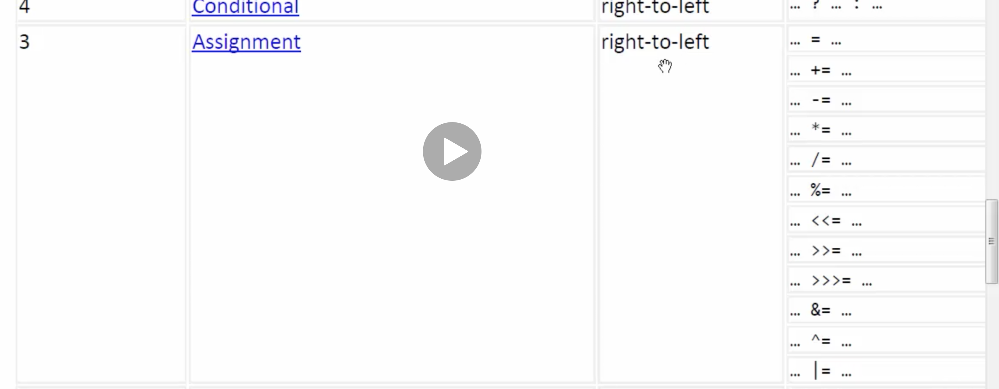 4 Conditional right-to-left … ? … : …
3 Assignment right-to-left … = …
… += …
… -= …
… *= …
… /= …
… %= …
… <<= …
… >>= …
… >>>= …
… &= …
… ^= …
… |= …